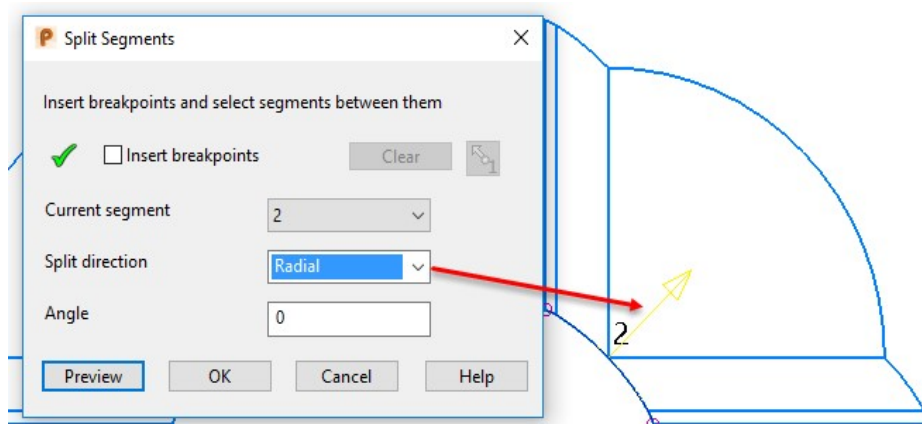 Split Segments
Insert breakpoints and select segments between them
Insert breakpoints
Clear
1
Current segment
2
Split direction
Radial
Angle
0
Preview
OK
Cancel
Help
2